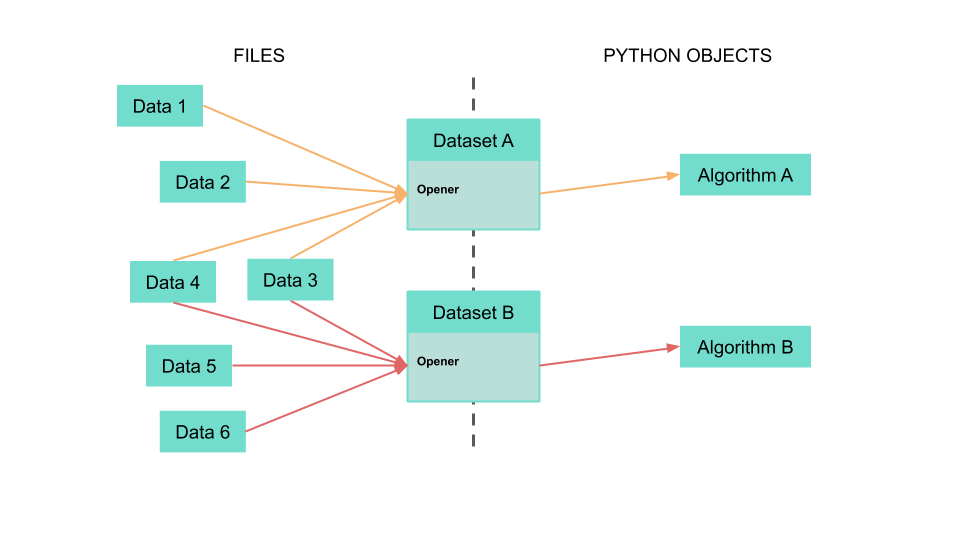 FILES
PYTHON OBJECTS
Data 1
Data 2
Data 4
Data 3
Data 5
Data 6
Dataset A
Opener
Dataset B
Opener
Algorithm A
Algorithm B